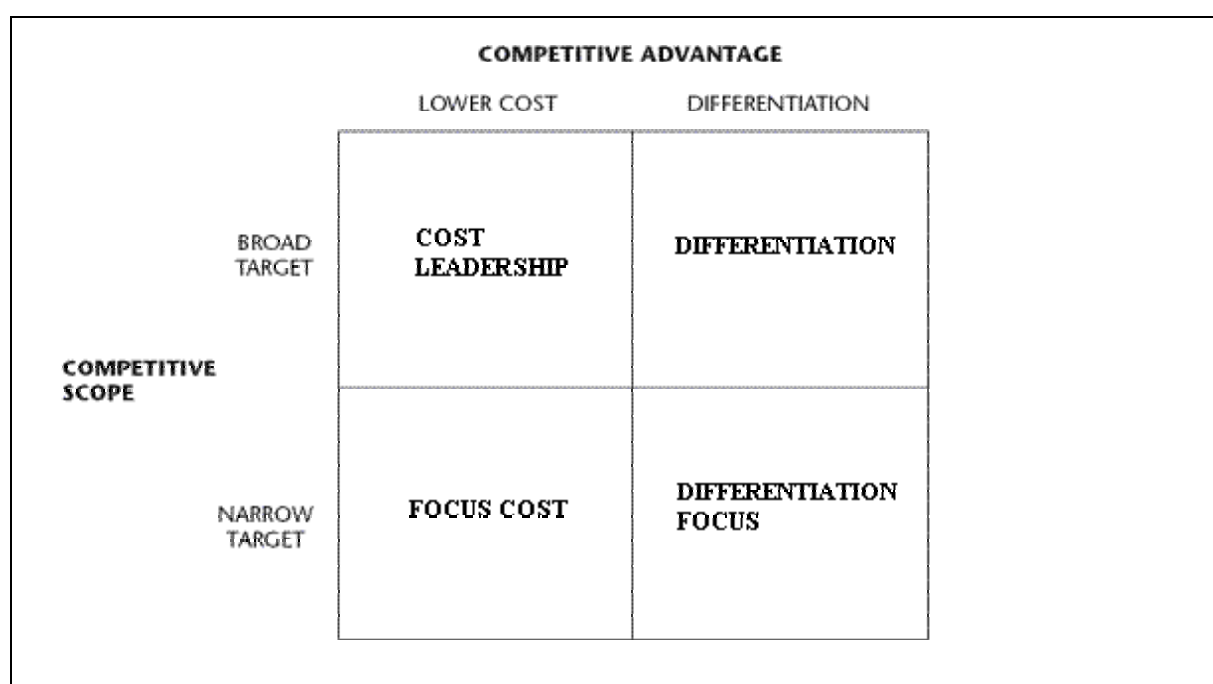 COMPETITIVE ADVANTAGE
LOWER COST
DIFFERENTIATION
BROAD
TARGET
COST
LEADERSHIP
DIFFERENTIATION
COMPETITIVE
SCOPE
NARROW
TARGET
FOCUS COST
DIFFERENTIATION
FOCUS